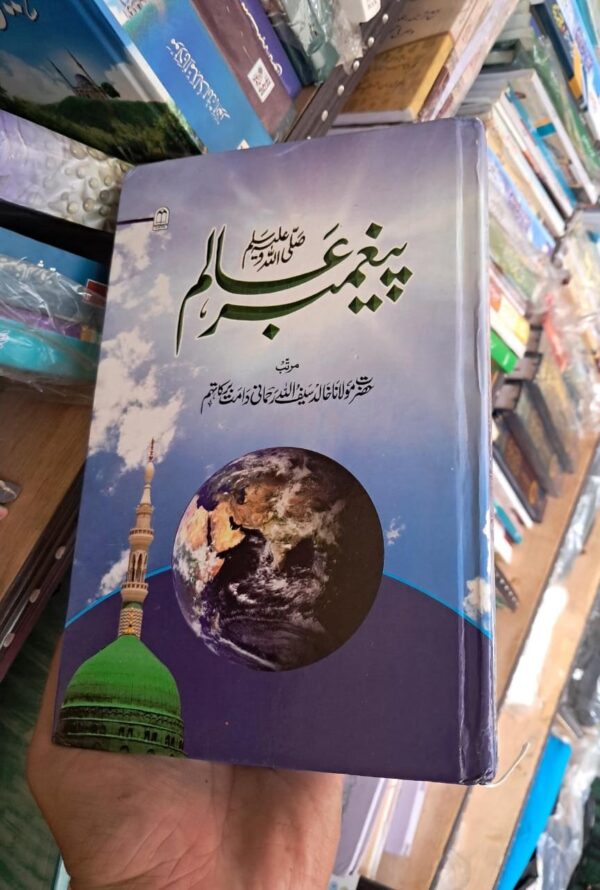 پیغمبر عالم
صلی اللہ علیہ وسلم
مرتب
حضرت مولانا خالد سیف اللہ رحمانی دامت برکاتہم